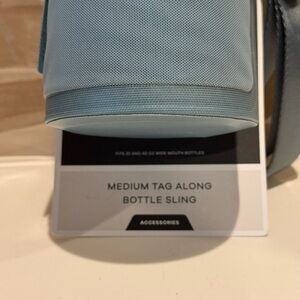 FITS 32 AND 40 OZ WIDE MOUTH BOTTLES
MEDIUM TAG ALONG
BOTTLE SLING
ACCESSORIES